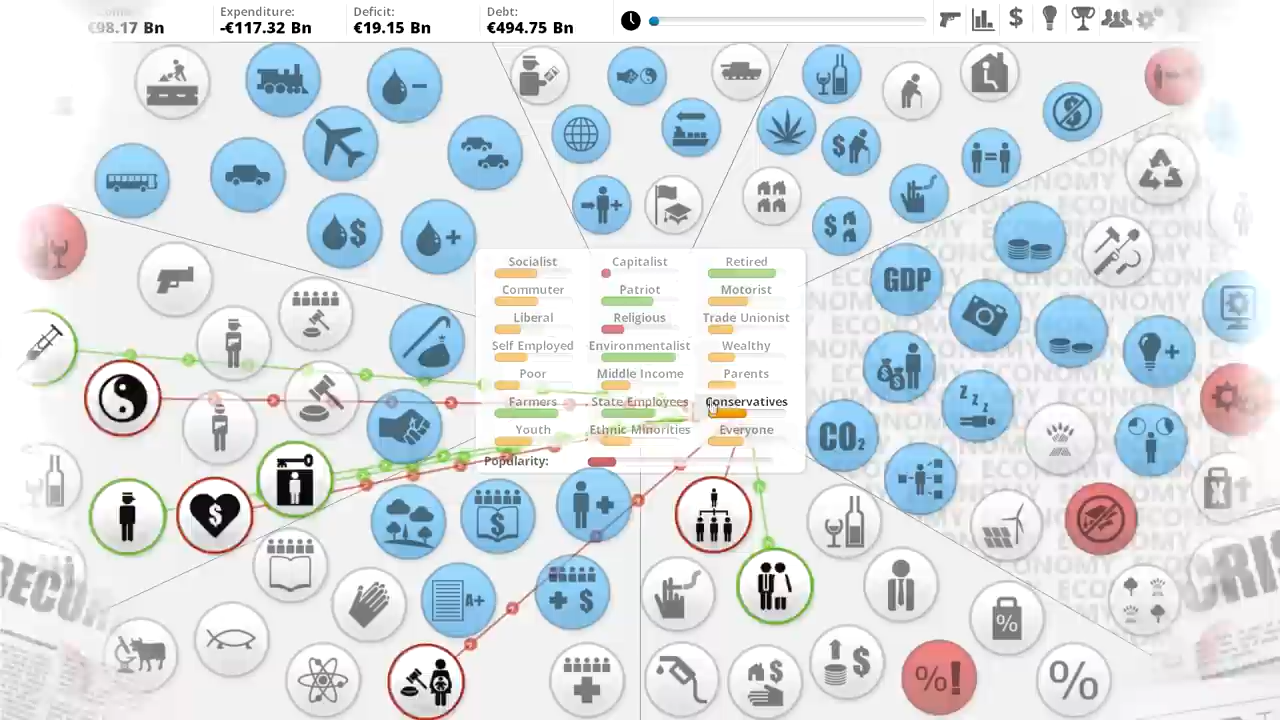 Expenditure:
Deficit:
Debt:
€98.17 Bn
-€117.32 Bn
€19.15 Bn
€494.75 Bn
Socialist
Capitalist
Retired
Commuter
Patriot
Motorist
Liberal
Religious
Trade Unionist
Self Employed
Environmentalist
Wealthy
Poor
Middle Income
Parents
Farmers
State Employees
Conservatives
Youth
Ethnic Minorities
Everyone
Popularity:
GDP
CO₂
A+
%
%!
%
ECONOMY